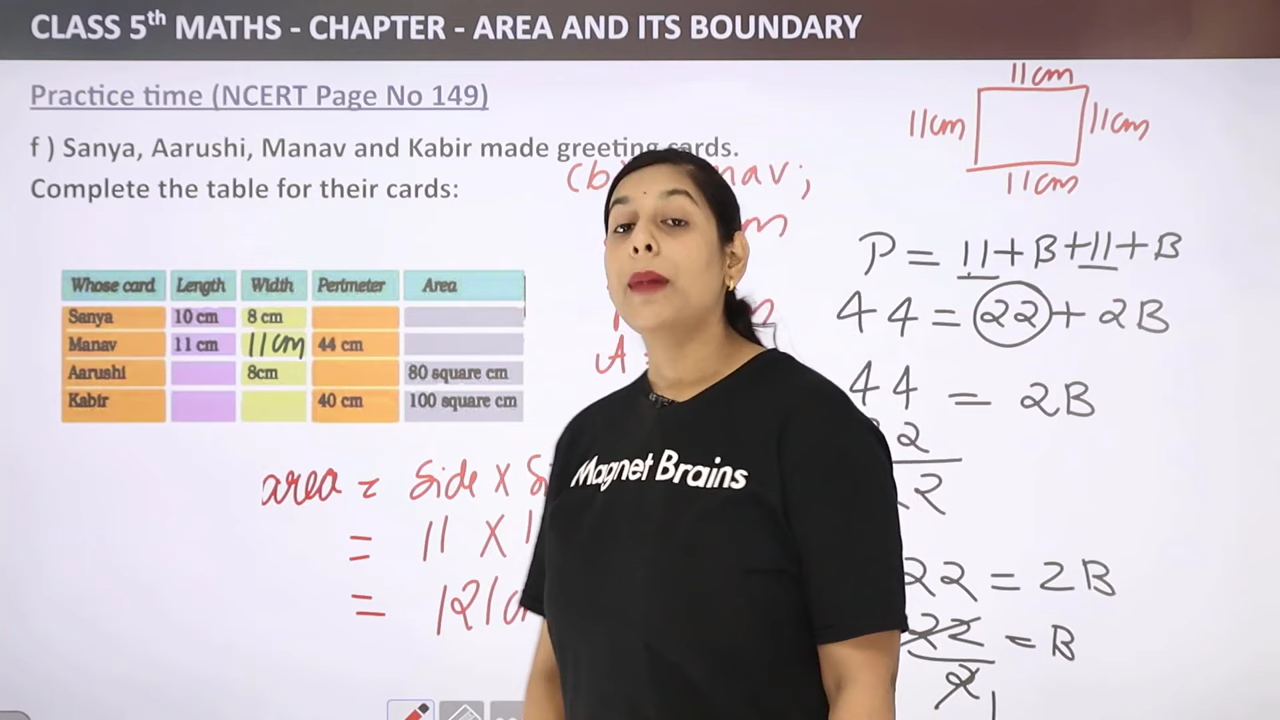 CLASS 5th MATHS - CHAPTER - AREA AND ITS BOUNDARY
Practice time (NCERT Page No 149)
f ) Sanya, Aarushi, Manav and Kabir made greeting cards.
Complete the table for their cards:
Whose card Length Width Perimeter Area
Sanya 10 cm 8 cm
Manav 11 cm 11cm 44 cm
Aarushi 8cm 80 square cm
Kabir 40 cm 100 square cm
area = Side x
= 11 x
= 121
Magnet Brains
11cm
11cm 11cm
11cm
P = 11+B+11+B
44 = 22 + 2B
44 = 2B
22 = 2B
22 = B
2
1